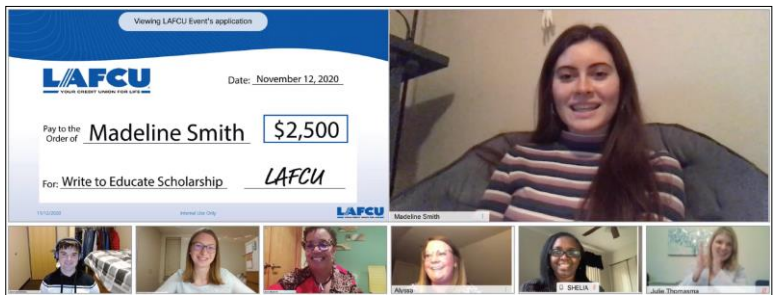 Viewing LAFCU Event's application
LAFCU
YOUR CREDIT UNION FOR LIFE
Date: November 12, 2020
Pay to the
Order of Madeline Smith $2,500
For: Write to Educate Scholarship LAFCU
11/12/2020 Internal Use Only LAFCU
Madeline Smith
Alyssa
SHELIA
Julie Thomasma